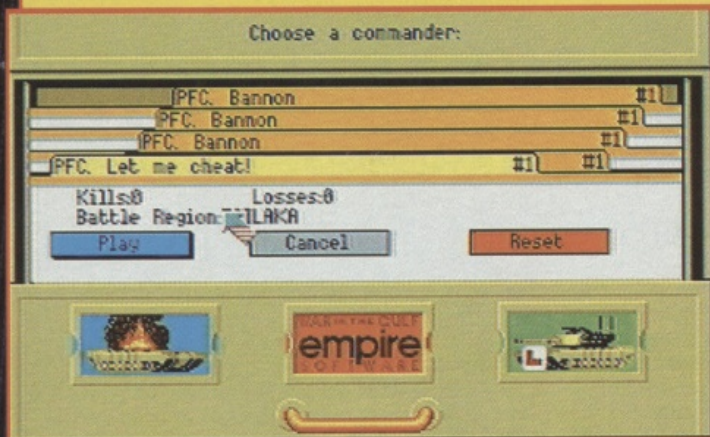 Choose a commander:
PFC. Bannon #1
PFC. Bannon #1
PFC. Bannon #1
PFC. Let me cheat! #1 #1
Kills:0 Losses:0
Battle Region: LAKA
Play Cancel Reset
WAR IN THE GULF
empire
SOFTWARE
L